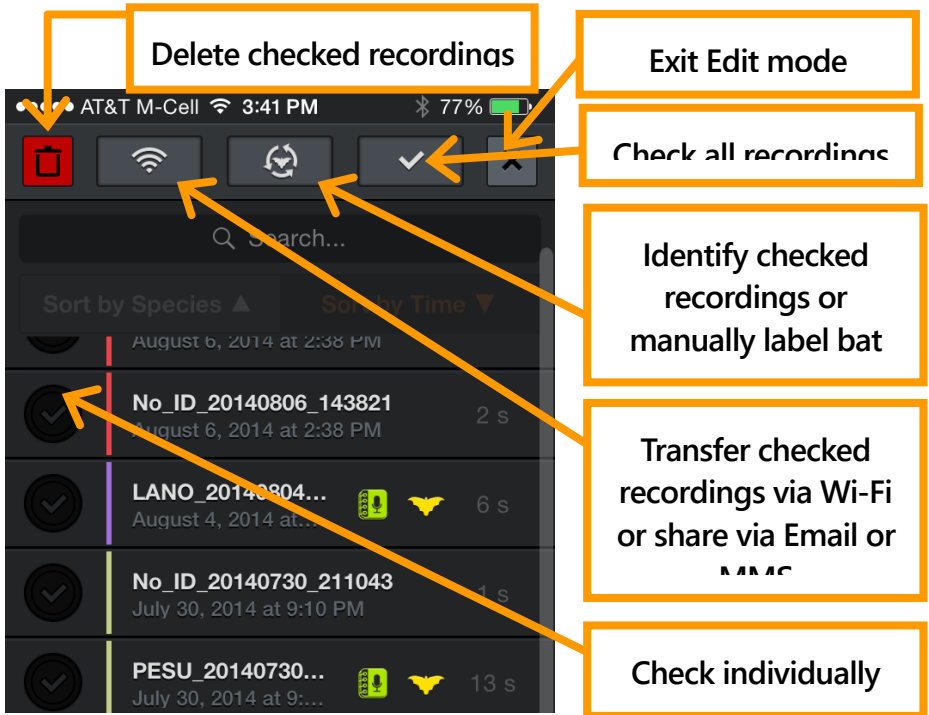 Delete checked recordings
Exit Edit mode
AT&T M-Cell 3:41 PM 77%
Check all recordings
Search...
Identify checked
recordings or
manually label bat
Sort by Species ▲ Sort by Time ▼
August 6, 2014 at 2:38 PM
No_ID_20140806_143821
August 6, 2014 at 2:38 PM
2 s
Transfer checked
recordings via Wi-Fi
or share via Email or
MMS
LANO_20140804...
August 4, 2014 at...
6 s
No_ID_20140730_211043
July 30, 2014 at 9:10 PM
1 s
Check individually
PESU_20140730...
July 30, 2014 at 9:...
13 s